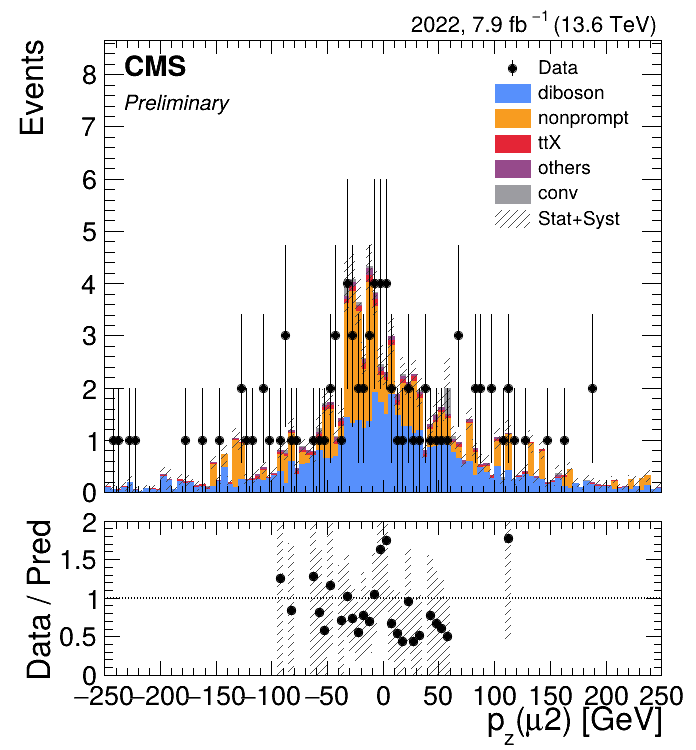 2022, 7.9 fb⁻¹ (13.6 TeV)
CMS
Preliminary
Events
8
7
6
5
4
3
2
1
0
Data
diboson
nonprompt
ttX
others
conv
Stat+Syst
Data / Pred
2
1.5
1
0.5
0
−250 −200 −150 −100 −50 0 50 100 150 200 250
p_z(μ2) [GeV]